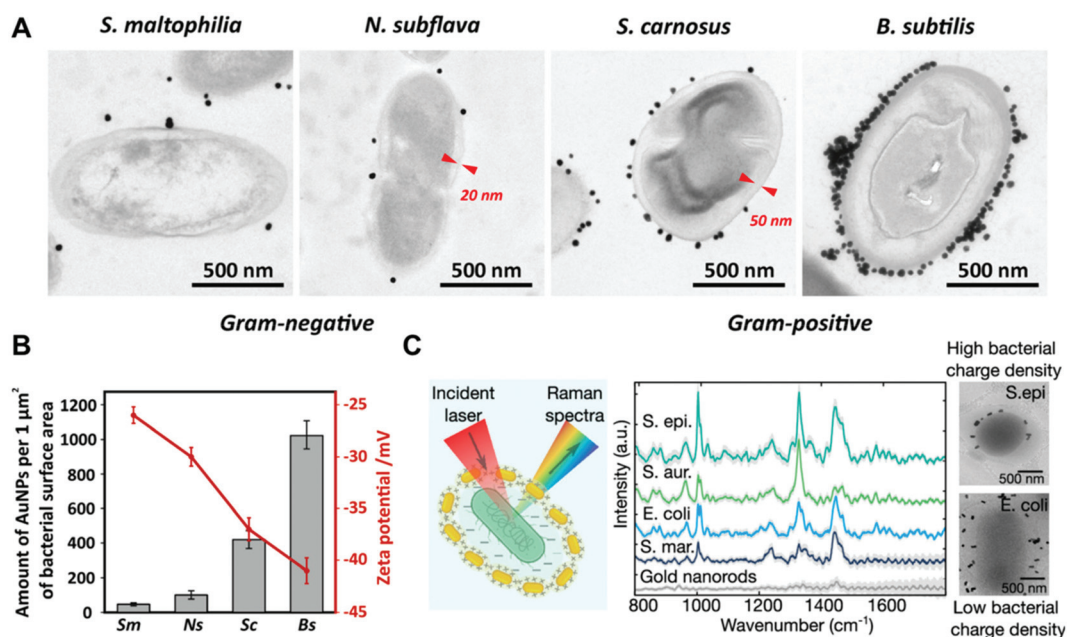 A
S. maltophilia
N. subflava
S. carnosus
B. subtilis
20 nm
50 nm
500 nm
500 nm
500 nm
500 nm
Gram-negative
Gram-positive
B
Amount of AuNPs per 1 μm²
of bacterial surface area
1200
1000
800
600
400
200
0
Sm
Ns
Sc
Bs
-25
-30
-35
-40
-45
Zeta potential /mV
C
Incident
laser
Raman
spectra
Intensity (a.u.)
S. epi.
S. aur.
E. coli
S. mar.
Gold nanorods
800
1000
1200
1400
1600
Wavenumber (cm⁻¹)
High bacterial
charge density
S.epi
500 nm
E. coli
500 nm
Low bacterial
charge density